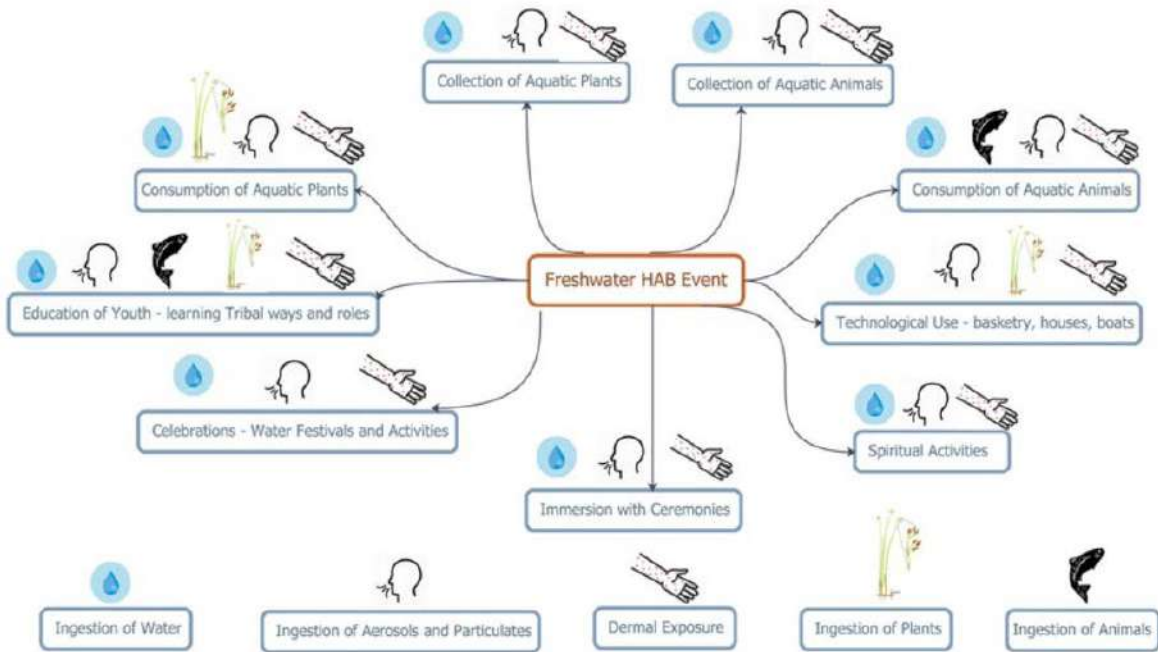 Collection of Aquatic Plants
Collection of Aquatic Animals
Consumption of Aquatic Plants
Consumption of Aquatic Animals
Freshwater HAB Event
Education of Youth - learning Tribal ways and roles
Technological Use - basketry, houses, boats
Celebrations - Water Festivals and Activities
Spiritual Activities
Immersion with Ceremonies
Ingestion of Water
Ingestion of Aerosols and Particulates
Dermal Exposure
Ingestion of Plants
Ingestion of Animals